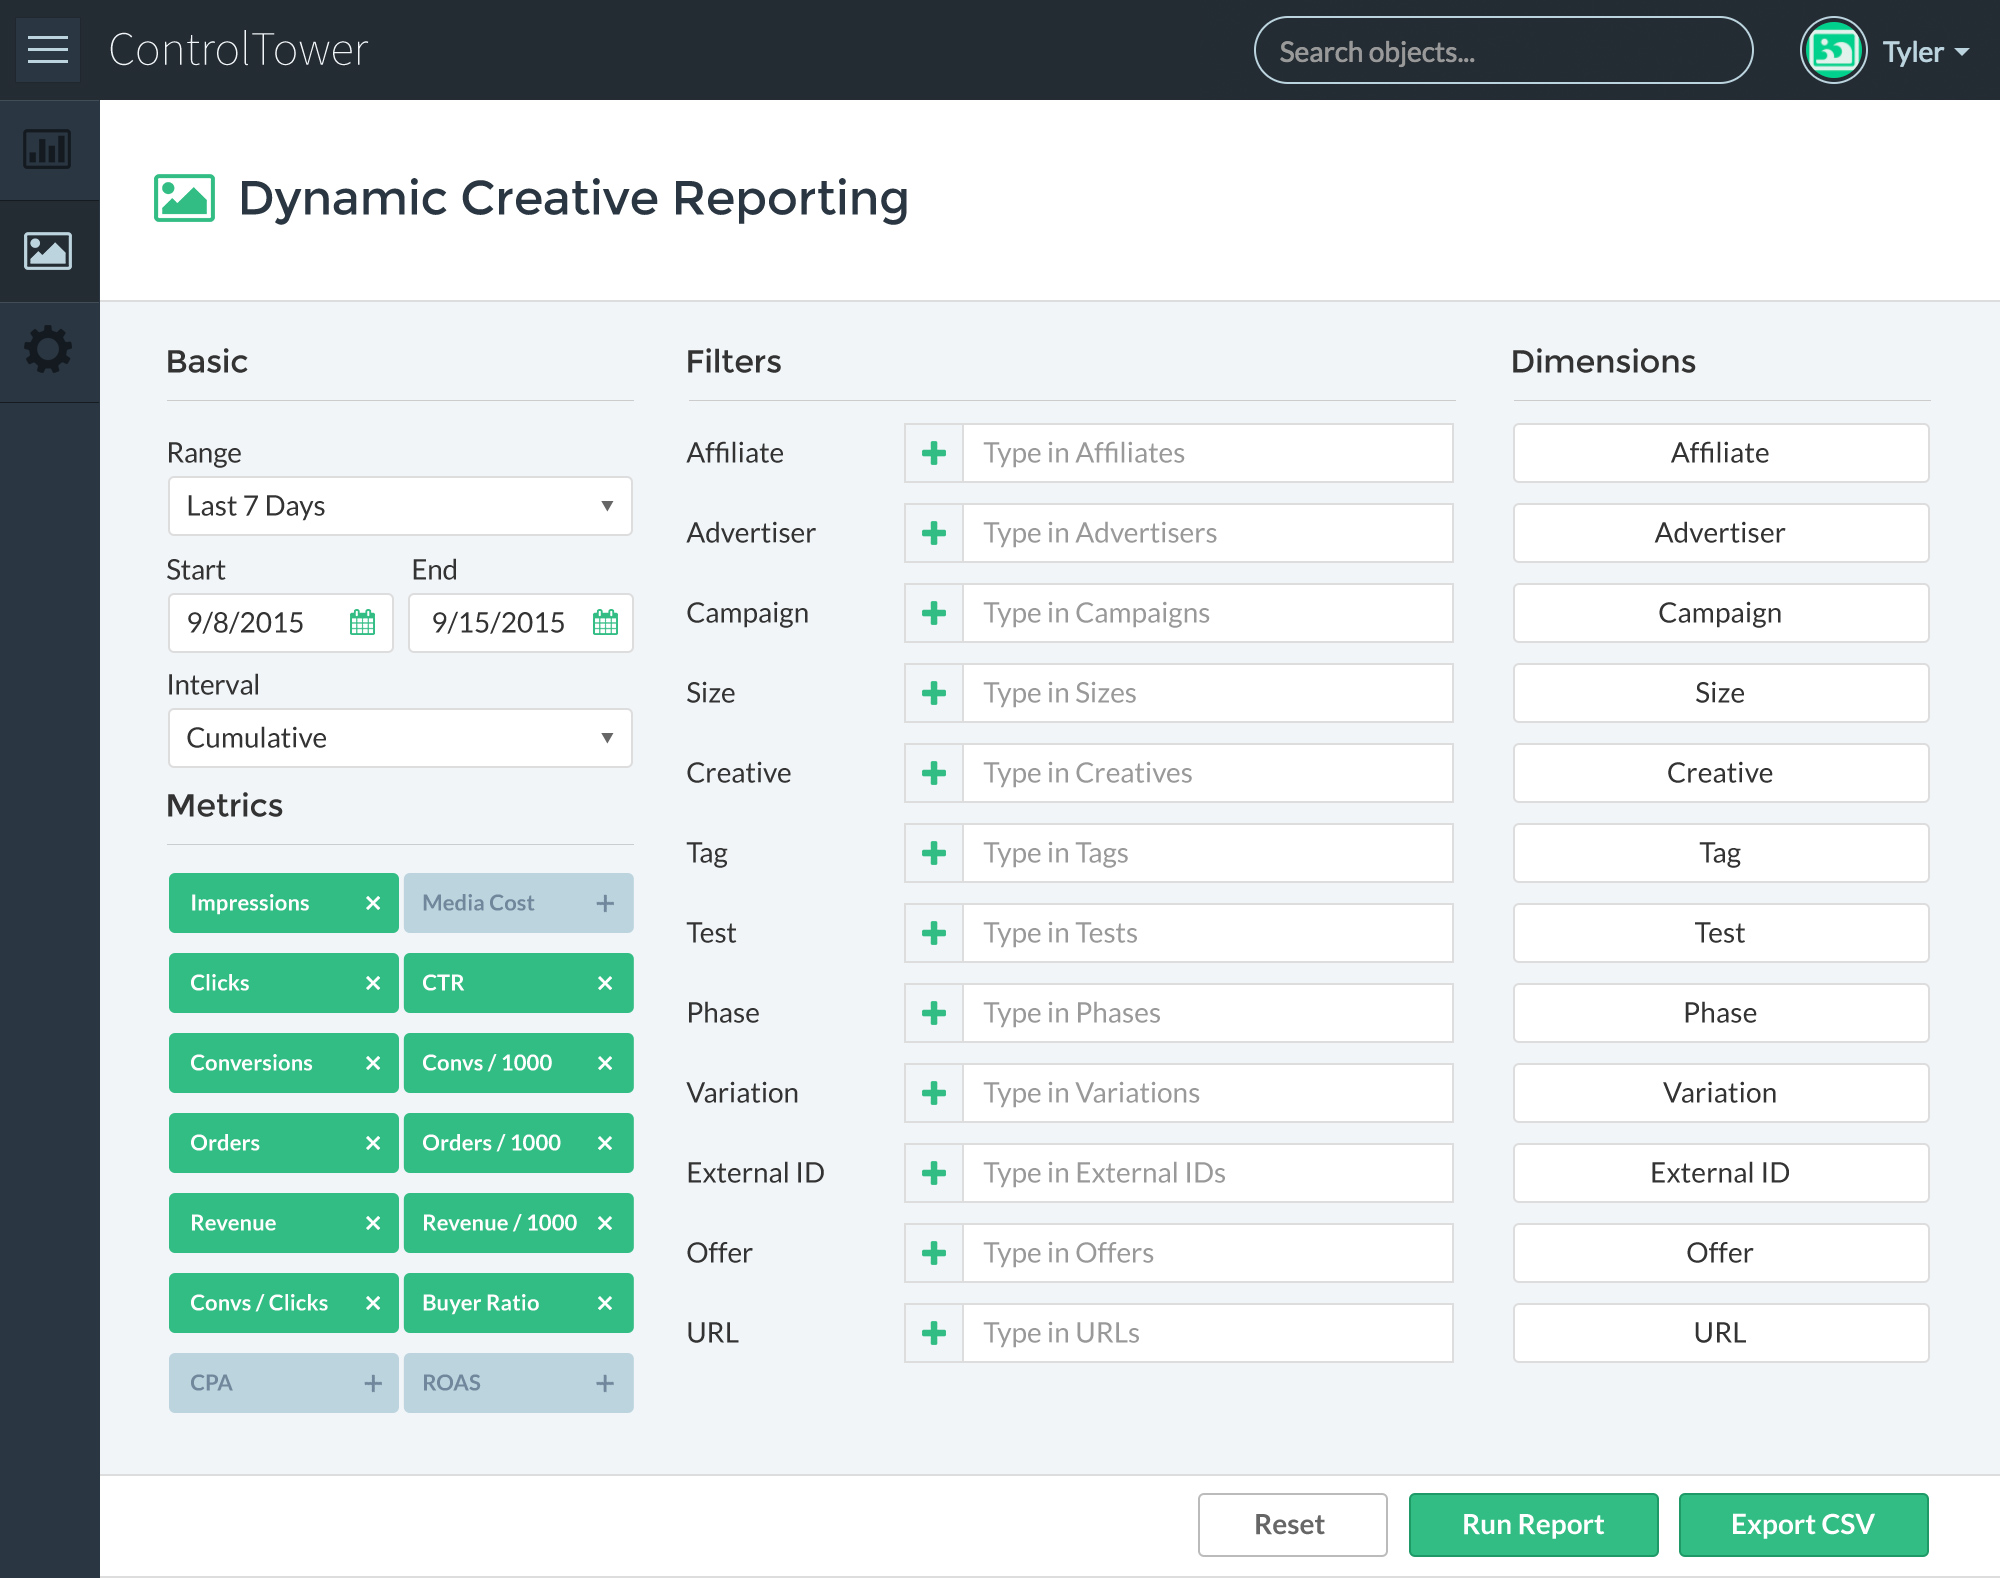 ControlTower
Search objects...
Tyler
Dynamic Creative Reporting
Basic
Range
Last 7 Days
Start
End
9/8/2015
9/15/2015
Interval
Cumulative
Metrics
Impressions
Media Cost
Clicks
CTR
Conversions
Convs / 1000
Orders
Orders / 1000
Revenue
Revenue / 1000
Convs / Clicks
Buyer Ratio
CPA
ROAS
Filters
Affiliate
Type in Affiliates
Advertiser
Type in Advertisers
Campaign
Type in Campaigns
Size
Type in Sizes
Creative
Type in Creatives
Tag
Type in Tags
Test
Type in Tests
Phase
Type in Phases
Variation
Type in Variations
External ID
Type in External IDs
Offer
Type in Offers
URL
Type in URLs
Dimensions
Affiliate
Advertiser
Campaign
Size
Creative
Tag
Test
Phase
Variation
External ID
Offer
URL
Reset
Run Report
Export CSV